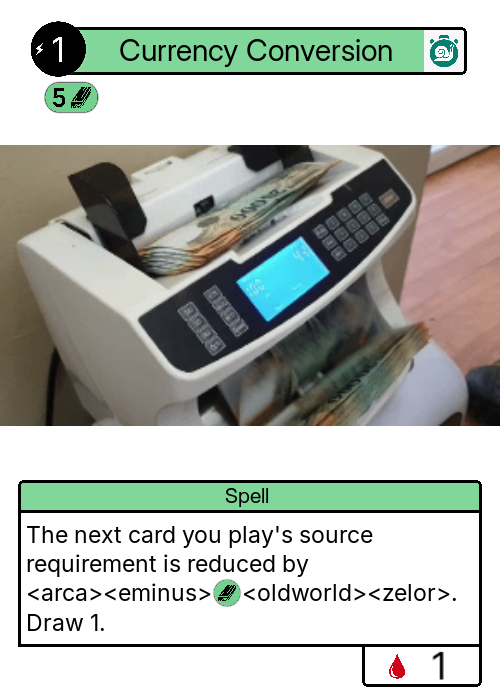 1
Currency Conversion
5
Spell
The next card you play's source
requirement is reduced by
<arca><eminus><oldworld><zelor>.
Draw 1.
1